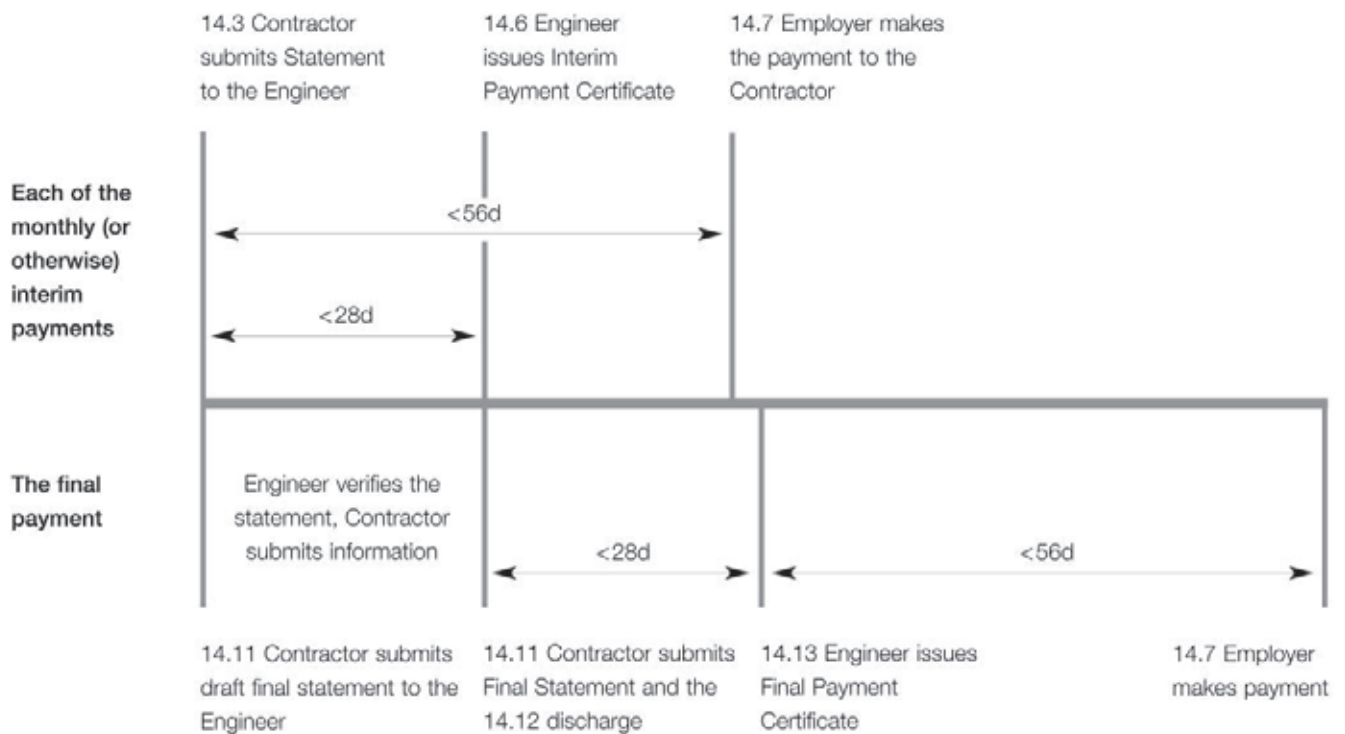 14.3 Contractor
submits Statement
to the Engineer
14.6 Engineer
issues Interim
Payment Certificate
14.7 Employer makes
the payment to the
Contractor
Each of the
monthly (or
otherwise)
interim
payments
<56d
<28d
The final
payment
Engineer verifies the
statement, Contractor
submits information
<28d
<56d
14.11 Contractor submits
draft final statement to the
Engineer
14.11 Contractor submits
Final Statement and the
14.12 discharge
14.13 Engineer issues
Final Payment
Certificate
14.7 Employer
makes payment